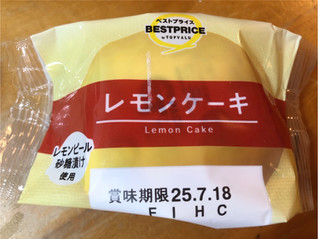 ベストプライス
BESTPRICE
by TOPVALU
レモンケーキ
Lemon Cake
レモンピール
砂糖漬け
使用
賞味期限25.7.18
FIHC